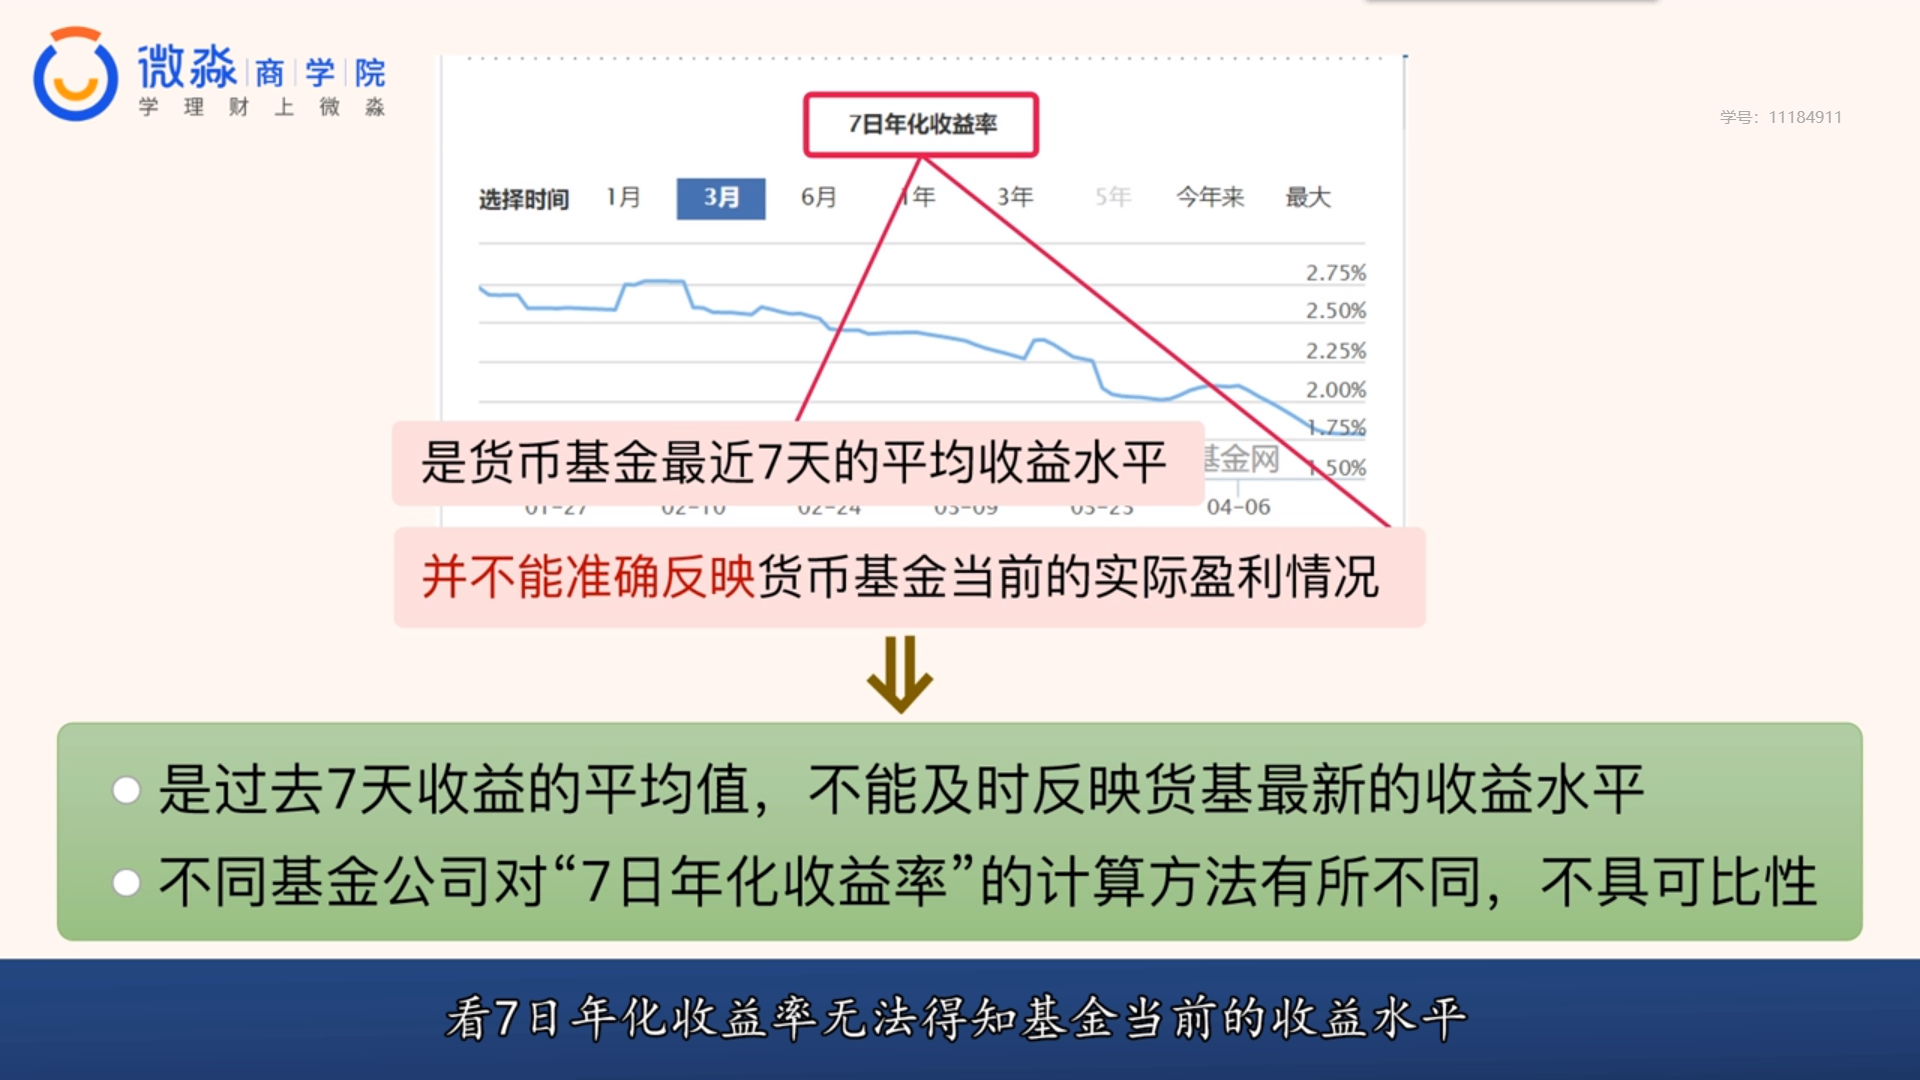 微淼 商 学 院
学 理 财 上 微 淼
学号：11184911
7日年化收益率
选择时间 1月 3月 6月 1年 3年 5年 今年来 最大
2.75%
2.50%
2.25%
2.00%
1.75%
1.50%
基金网
01-27 02-10 02-24 03-09 03-23 04-06
是货币基金最近7天的平均收益水平
并不能准确反映货币基金当前的实际盈利情况
是过去7天收益的平均值，不能及时反映货基最新的收益水平
不同基金公司对“7日年化收益率”的计算方法有所不同，不具可比性
看7日年化收益率无法得知基金当前的收益水平